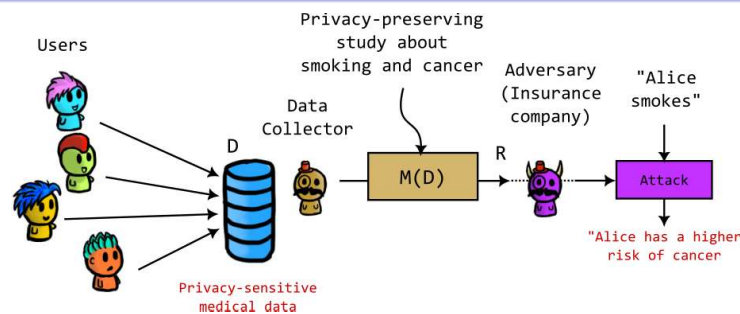 Users
Privacy-preserving
study about
smoking and cancer
Data
Collector
Adversary
(Insurance
company)
"Alice
smokes"
D
M(D)
R
Attack
Privacy-sensitive
medical data
"Alice has a higher
risk of cancer